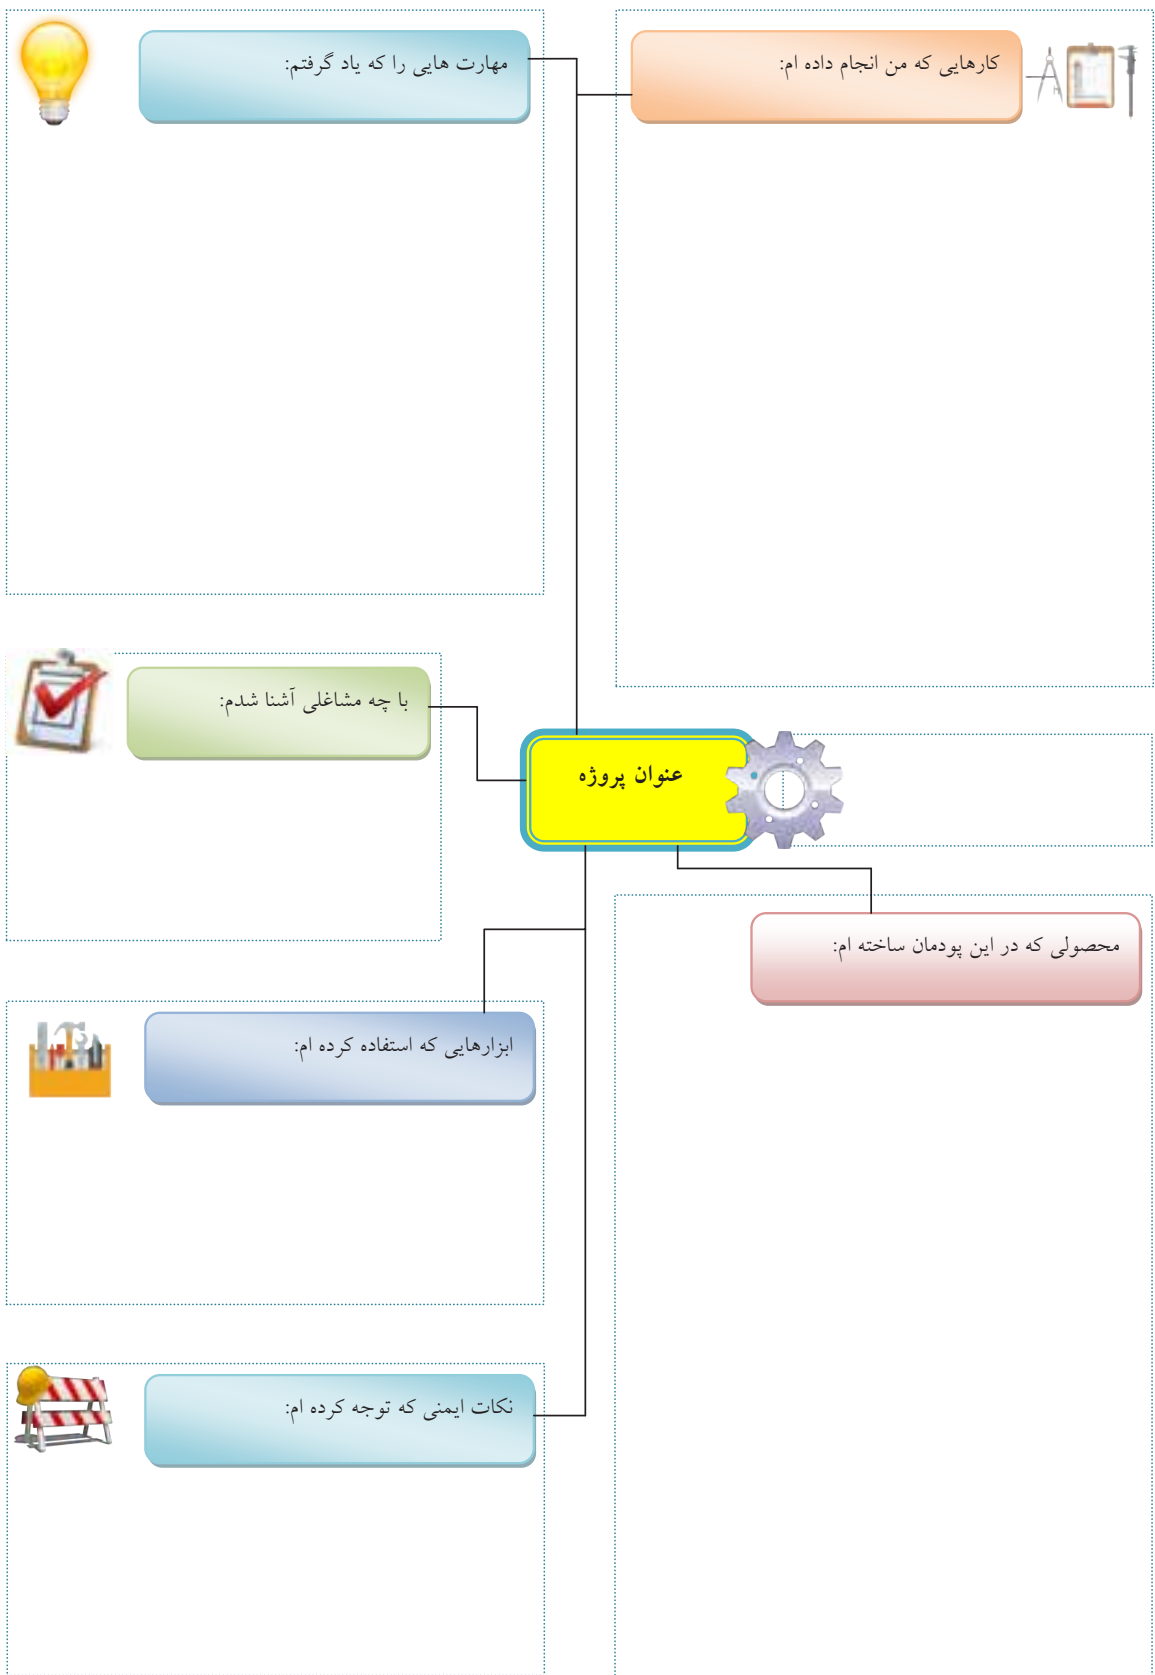 کارهایی که من انجام داده ام:
مهارت هایی را که یاد گرفتم:
با چه مشاغلی آشنا شدم:
عنوان پروژه
محصولی که در این پودمان ساخته ام:
ابزارهایی که استفاده کرده ام:
نکات ایمنی که توجه کرده ام: